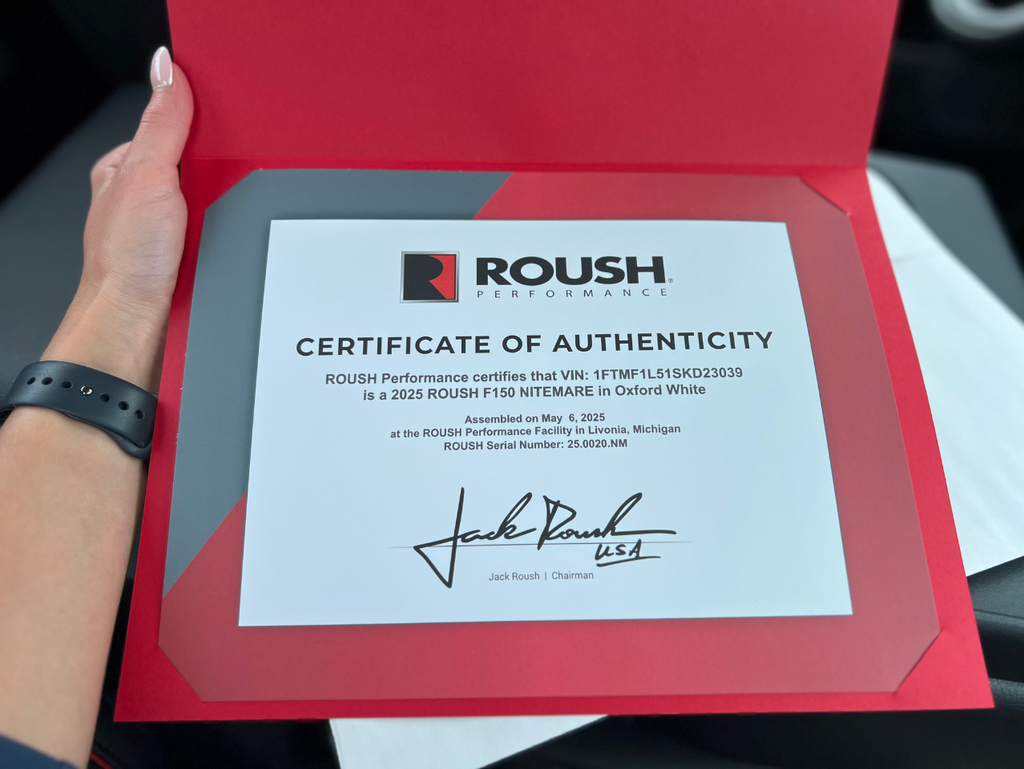 ROUSH®
PERFORMANCE
CERTIFICATE OF AUTHENTICITY
ROUSH Performance certifies that VIN: 1FTMF1L51SKD23039
is a 2025 ROUSH F150 NITEMARE in Oxford White
Assembled on May 6, 2025
at the ROUSH Performance Facility in Livonia, Michigan
ROUSH Serial Number: 25.0020.NM
Jack Roush
USA
Jack Roush | Chairman